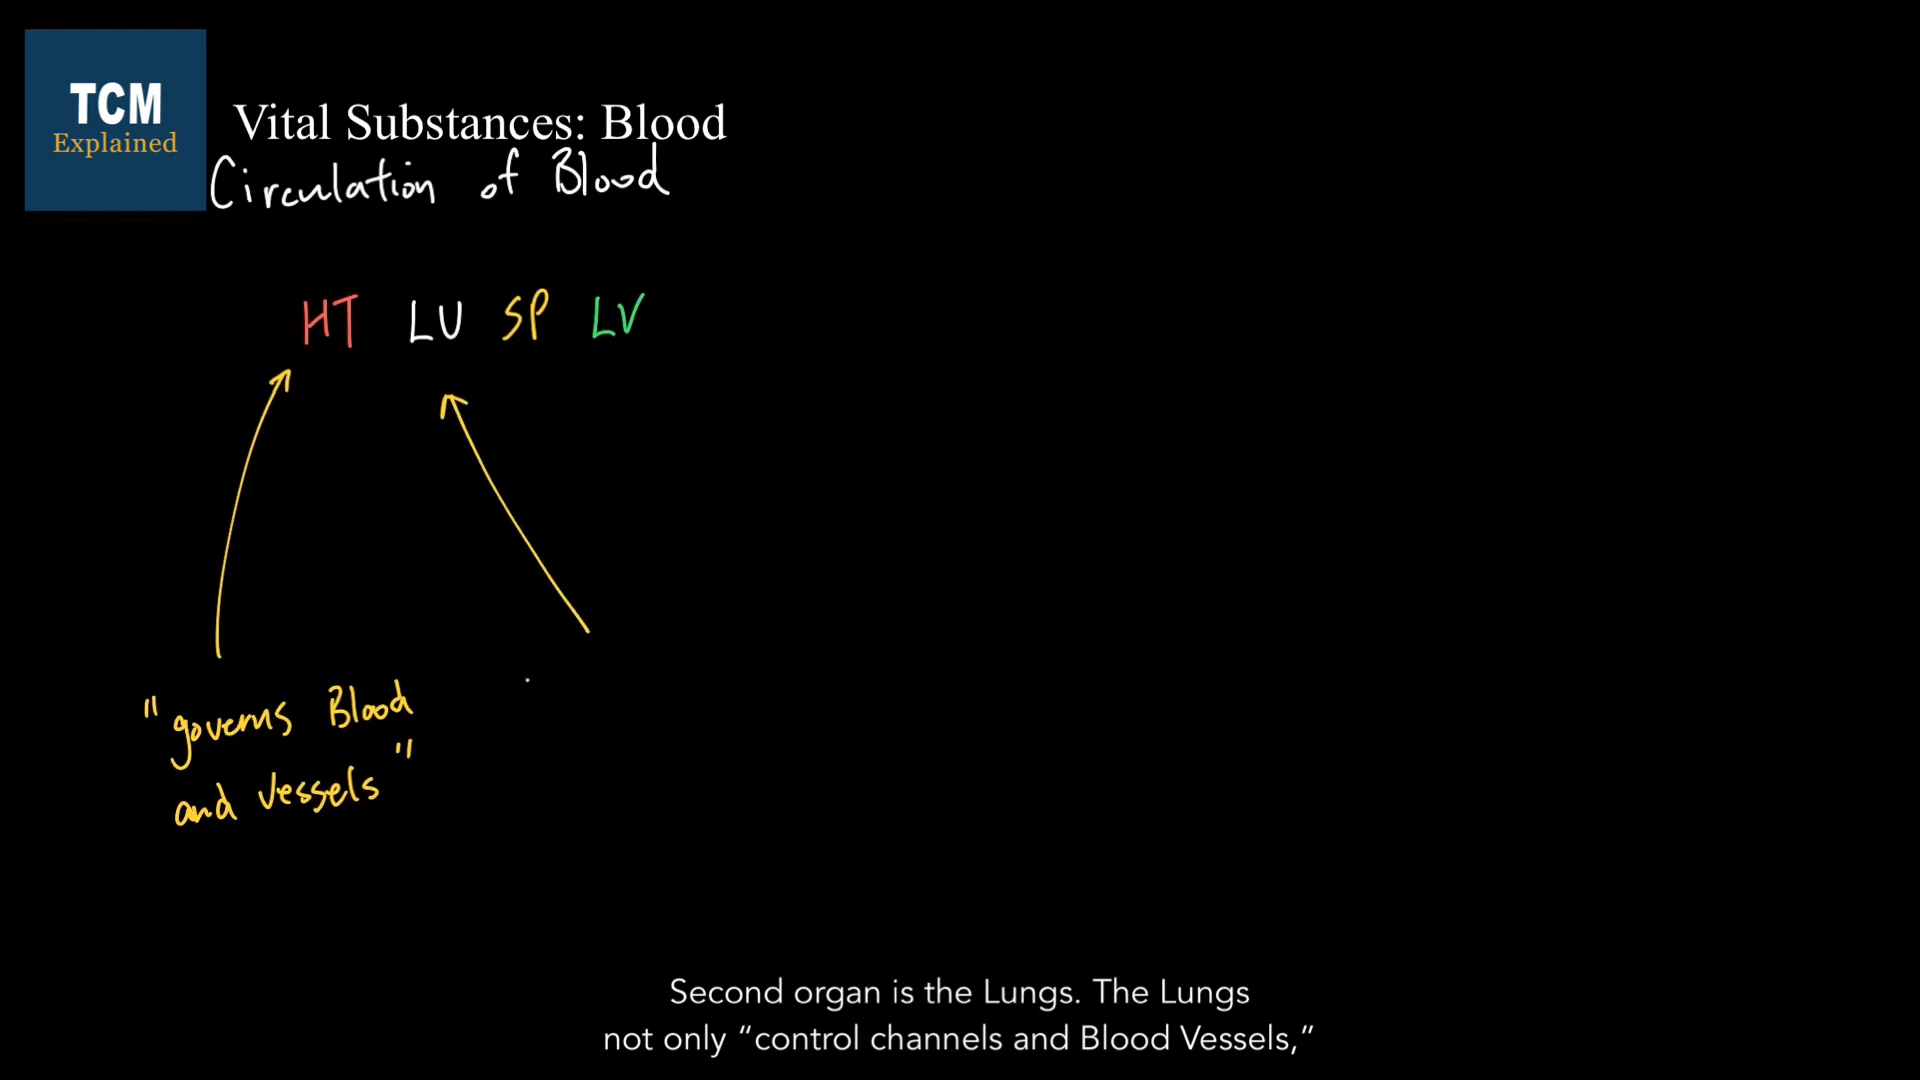 TCM
Explained
Vital Substances: Blood
Circulation of Blood
HT LU SP LV
"governs Blood
and Vessels"
Second organ is the Lungs. The Lungs
not only “control channels and Blood Vessels,”